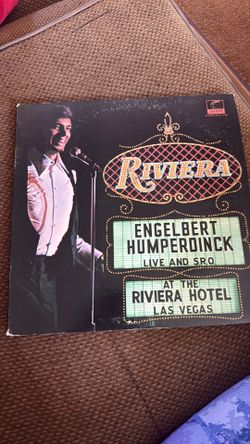 RIVIERA
ENGELBERT
HUMPERDINCK
LIVE AND S.R.O.
AT THE
RIVIERA HOTEL
LAS VEGAS